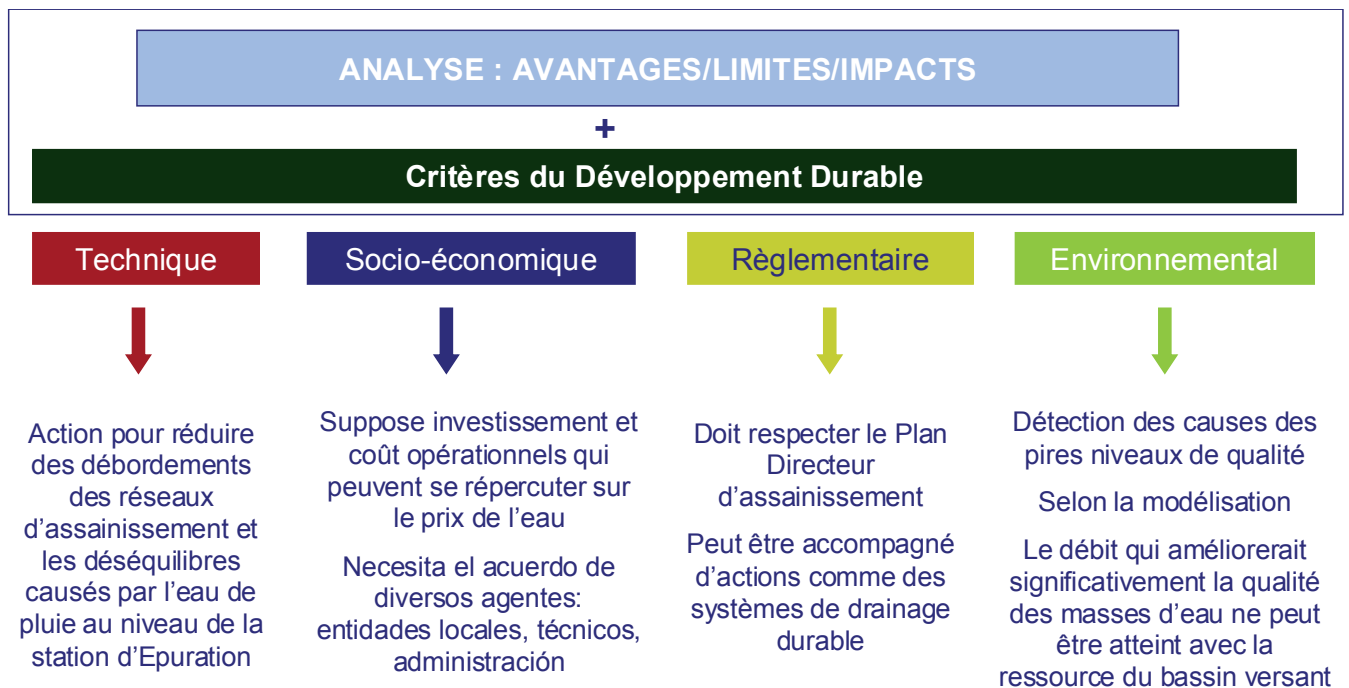 ANALYSE : AVANTAGES/LIMITES/IMPACTS
+
Critères du Développement Durable
Technique
Action pour réduire
des débordements
des réseaux
d’assainissement et
les déséquilibres
causés par l’eau de
pluie au niveau de la
station d’Epuration
Socio-économique
Suppose investissement et
coût opérationnels qui
peuvent se répercuter sur
le prix de l’eau
Necesita el acuerdo de
diversos agentes:
entidades locales, técnicos,
administración
Règlementaire
Doit respecter le Plan
Directeur
d’assainissement
Peut être accompagné
d’actions comme des
systèmes de drainage
durable
Environnemental
Détection des causes des
pires niveaux de qualité
Selon la modélisation
Le débit qui améliorerait
significativement la qualité
des masses d’eau ne peut
être atteint avec la
ressource du bassin versant